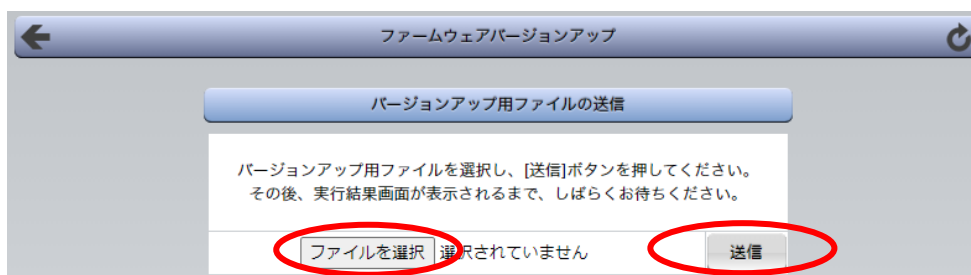 ファームウェアバージョンアップ
バージョンアップ用ファイルの送信
バージョンアップ用ファイルを選択し、[送信]ボタンを押してください。
その後、実行結果画面が表示されるまで、しばらくお待ちください。
ファイルを選択 選択されていません 送信